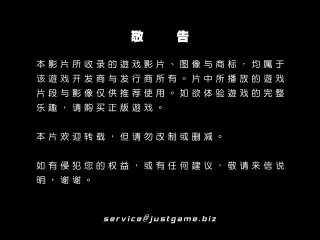 敬 告
本影片所收录的遊戏影片、图像与商标，均属于
该遊戏开发商与发行商所有。片中所播放的遊戏
片段与影像仅供推荐使用。如欲体验遊戏的完整
乐趣，请购买正版遊戏。
本片欢迎转载，但请勿改制或删减。
如有侵犯您的权益，或有任何建议，敬请来信说
明，谢谢。
service@justgame.biz